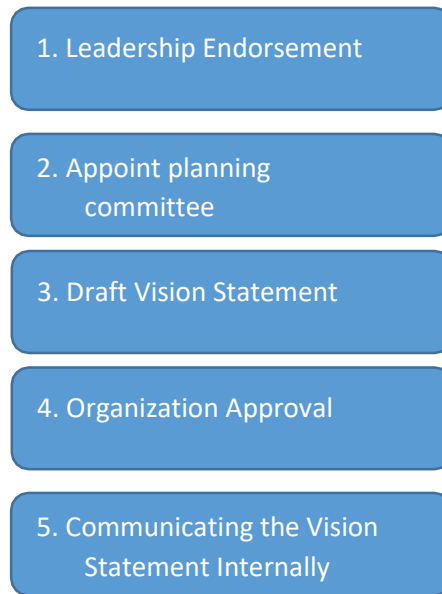 1. Leadership Endorsement
2. Appoint planning
committee
3. Draft Vision Statement
4. Organization Approval
5. Communicating the Vision
Statement Internally